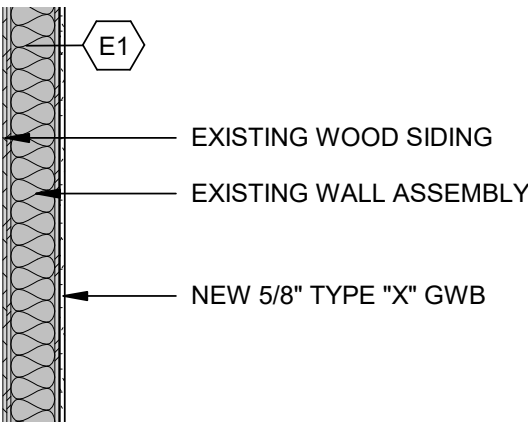 E1
EXISTING WOOD SIDING
EXISTING WALL ASSEMBLY
NEW 5/8" TYPE "X" GWB